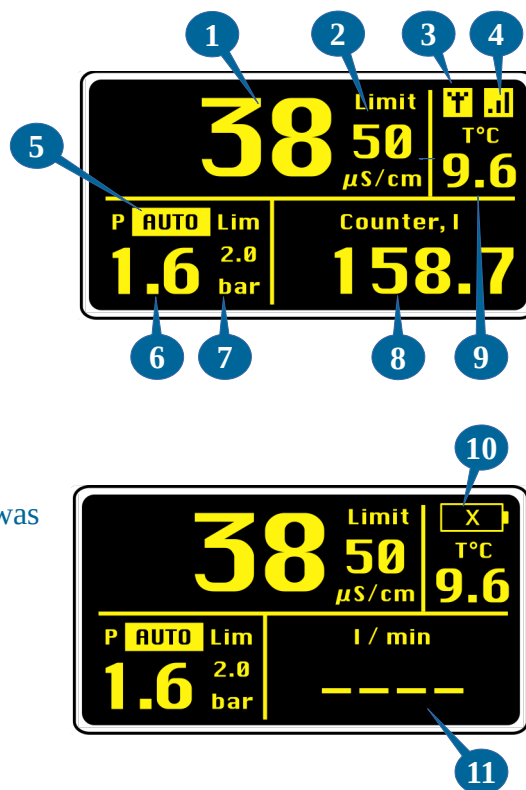 1 2 3 4
38 Limit
50
µS/cm
T°C
9.6
5
P AUTO Lim
1.6 2.0
bar
Counter, l
158.7
6 7 8 9
10
was
38 Limit
50
µS/cm
X
T°C
9.6
P AUTO Lim
1.6 2.0
bar
l / min
----
11